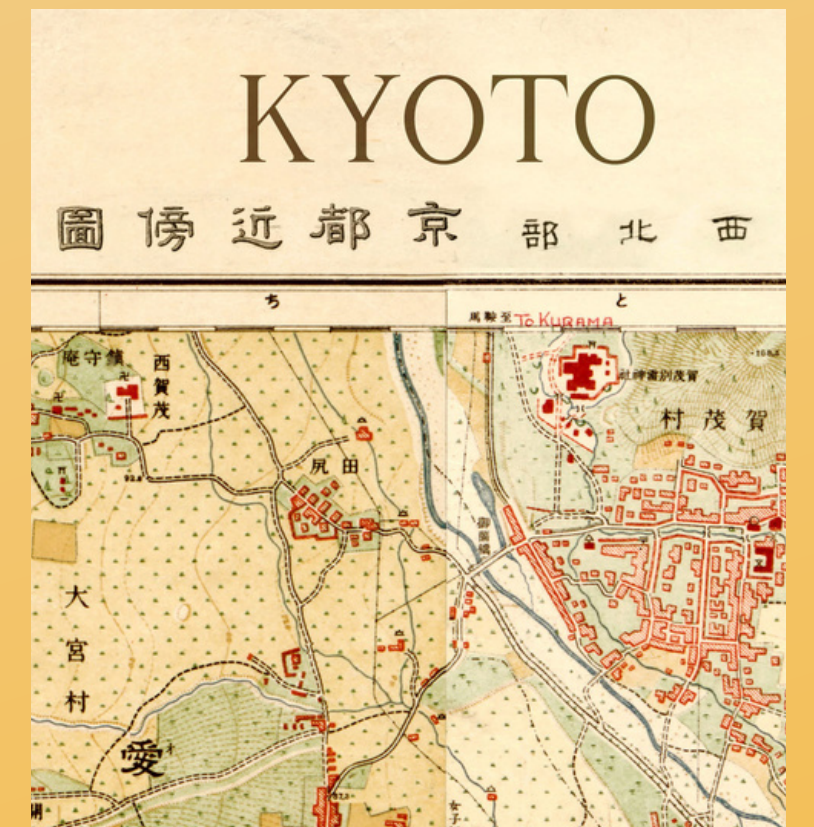 KYOTO
西北部 京都近傍圖
と
ち
至鞍馬
To KURAMA
鎮守庵
西賀茂
賀茂別雷神社
賀茂村
田尻
御薗橋
大宮村
愛
女子